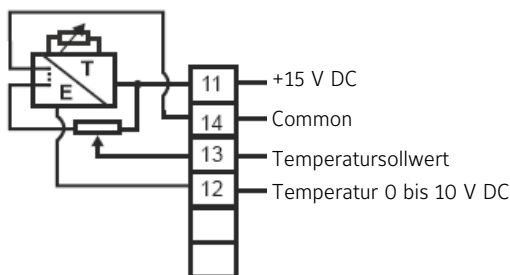 T
E
11 +15 V DC
14 Common
13 Temperatursollwert
12 Temperatur 0 bis 10 V DC